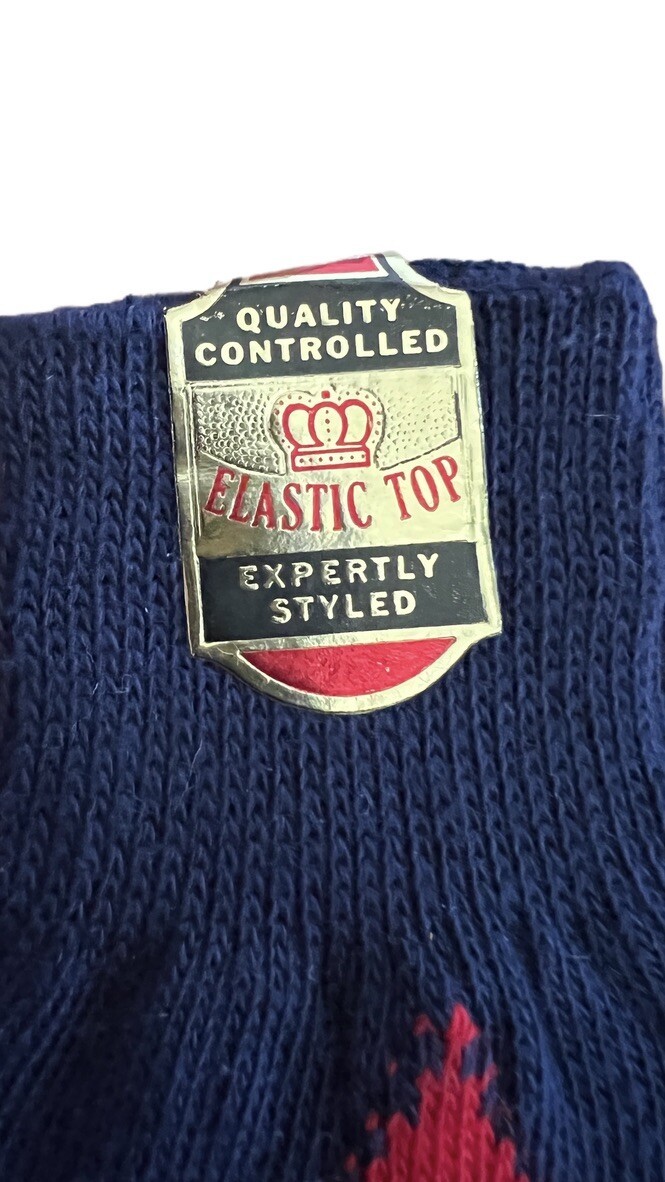 QUALITY
CONTROLLED
ELASTIC TOP
EXPERTLY
STYLED